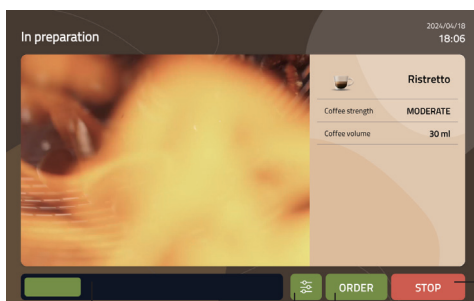 2024/04/18
In preparation
18:06
Ristretto
Coffee strength MODERATE
Coffee volume 30 ml
ORDER
STOP